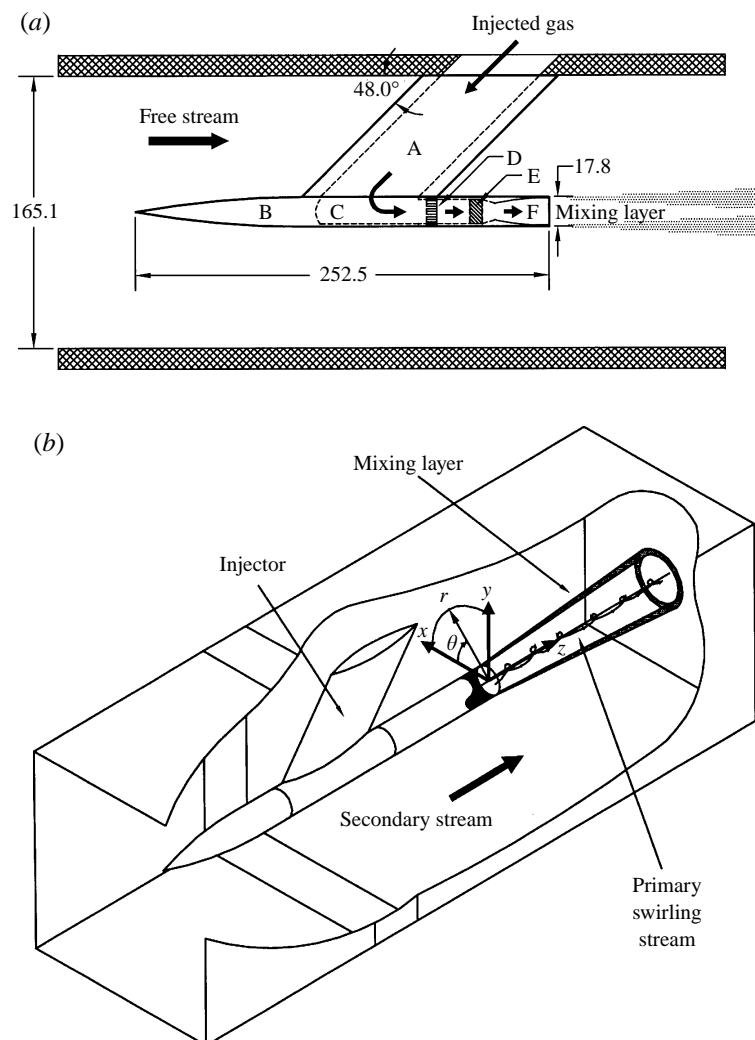 (a)
Injected gas
48.0°
Free stream
A
D
E
17.8
165.1
B
C
F
Mixing layer
252.5
(b)
Mixing layer
Injector
r
y
x
θ
z
Secondary stream
Primary
swirling
stream